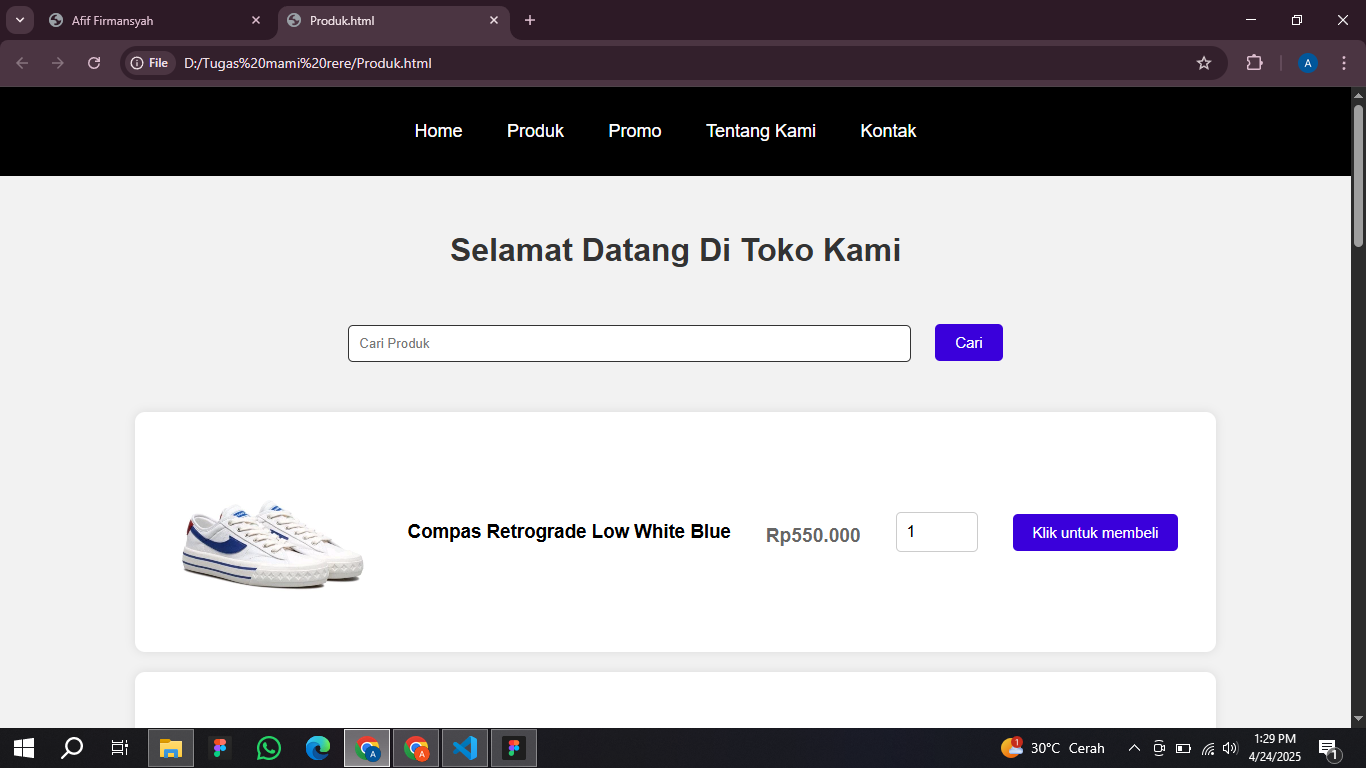 Afif Firmansyah
Produk.html
File
D:/Tugas%20mami%20rere/Produk.html
A
Home Produk Promo Tentang Kami Kontak
Selamat Datang Di Toko Kami
Cari Produk
Cari
Compas Retrograde Low White Blue
Rp550.000
1
Klik untuk membeli
A
A
1
30°C Cerah
1:29 PM
4/24/2025
1